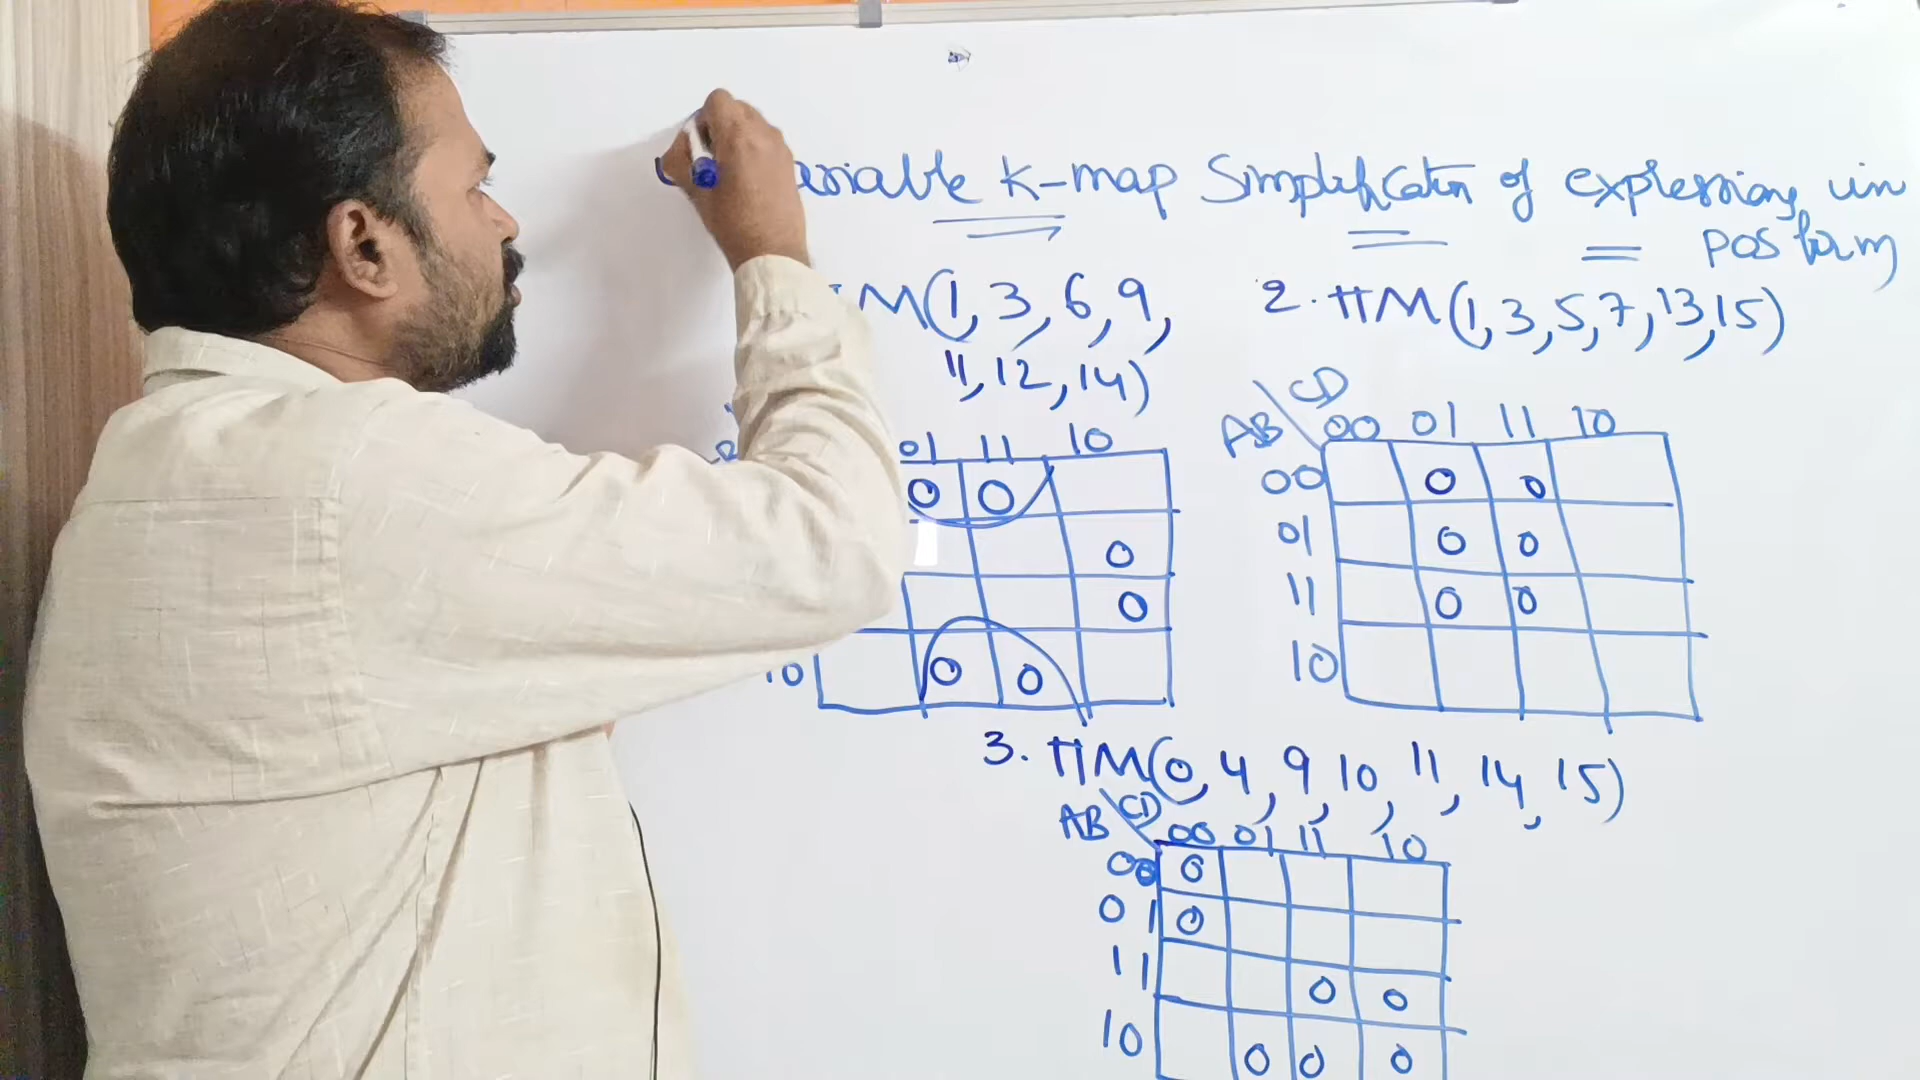 variable K-map Simplification of expressions in
POS form
πM(1, 3, 6, 9,
11, 12, 14)
01 11 10
0 0
0
0
10 0 0
2. πM(1, 3, 5, 7, 13, 15)
CD
AB 00 01 11 10
00 0 0
01 0 0
11 0 0
10
3. πM(0, 4, 9, 10, 11, 14, 15)
AB CD
00 01 11 10
00 0
01 0
11 0 0
10 0 0 0